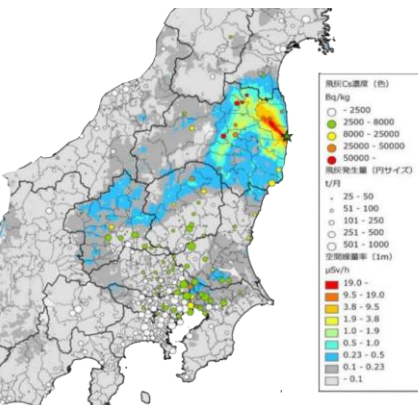 飛灰Cs濃度（色）
Bq/kg
- 2500
2500 - 8000
8000 - 25000
25000 - 50000
50000 -
飛灰発生量（円サイズ）
t/月
25 - 50
51 - 100
101 - 250
251 - 500
501 - 1000
空間線量率（1m）
μSv/h
19.0 -
9.5 - 19.0
3.8 - 9.5
1.9 - 3.8
1.0 - 1.9
0.5 - 1.0
0.23 - 0.5
0.1 - 0.23
- 0.1